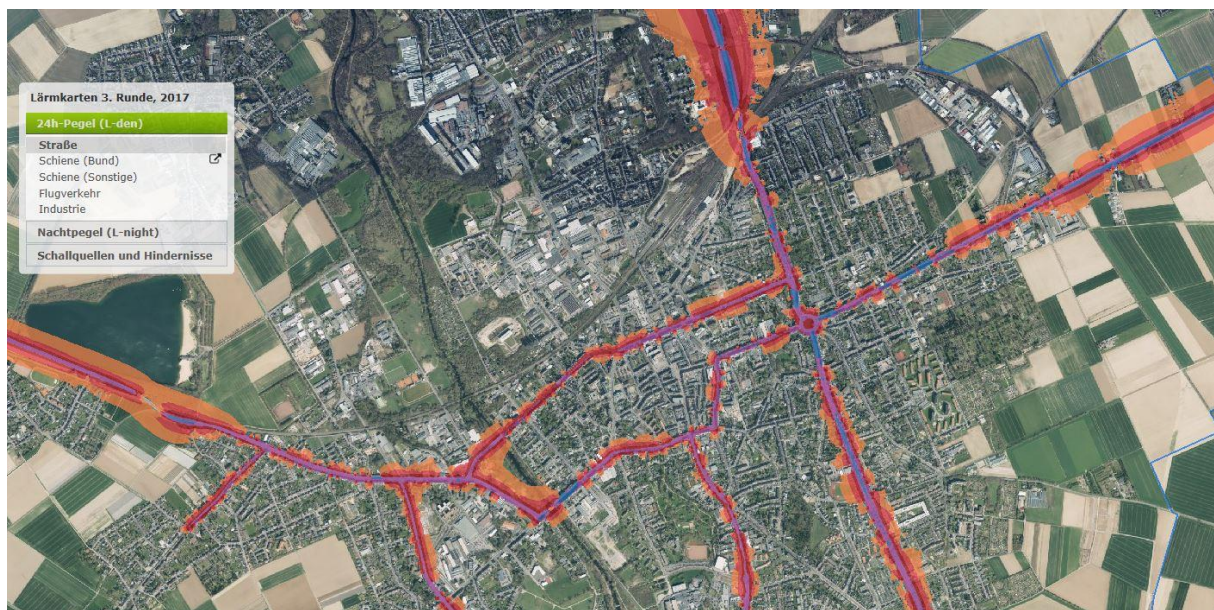 Lärmkarten 3. Runde, 2017
24h-Pegel (L-den)
Straße
Schiene (Bund)
Schiene (Sonstige)
Flugverkehr
Industrie
Nachtpegel (L-night)
Schallquellen und Hindernisse